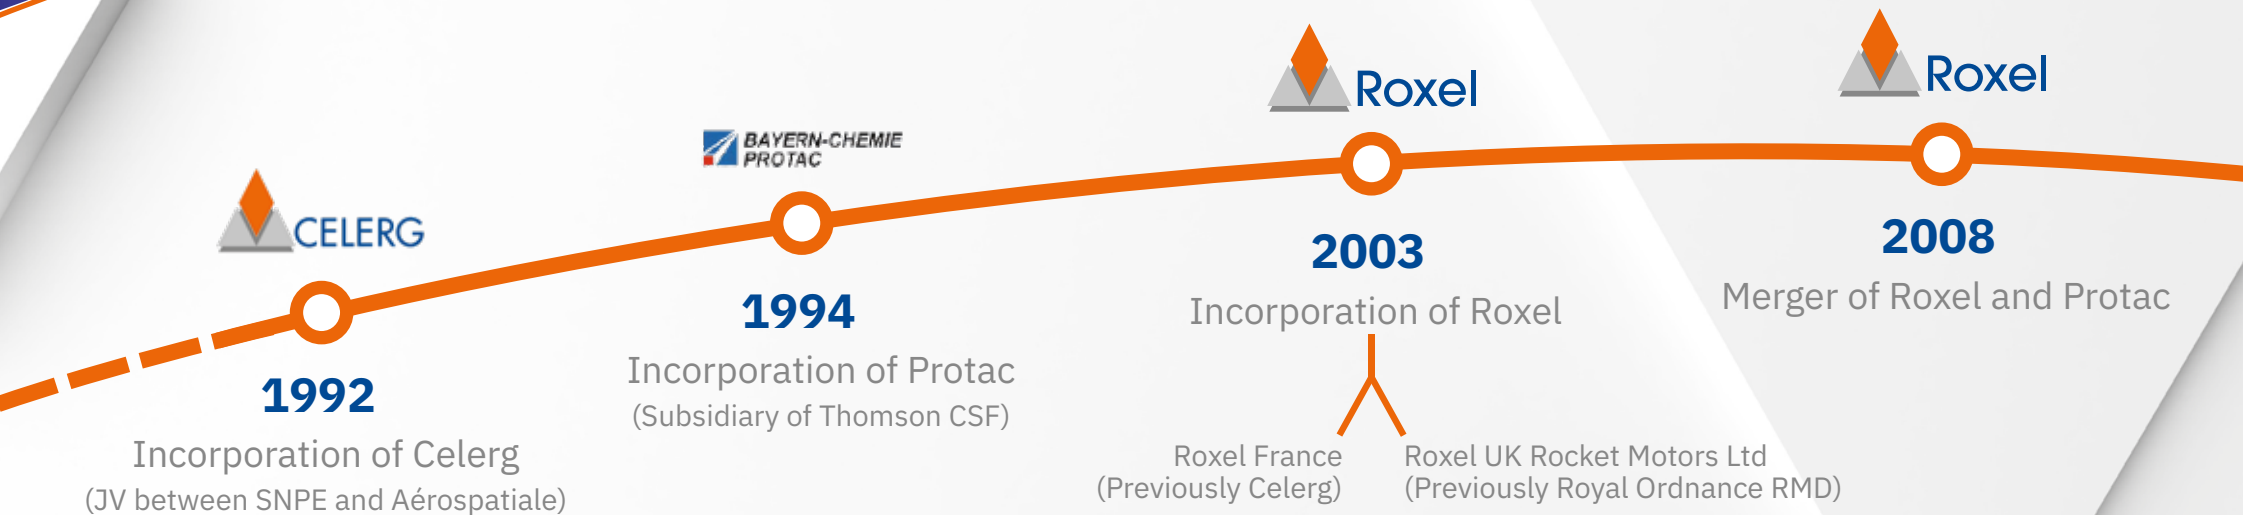 CELERG
1992
Incorporation of Celerg
(JV between SNPE and Aérospatiale)
BAYERN-CHEMIE
PROTAC
1994
Incorporation of Protac
(Subsidiary of Thomson CSF)
Roxel
2003
Incorporation of Roxel
Roxel France
(Previously Celerg)
Roxel UK Rocket Motors Ltd
(Previously Royal Ordnance RMD)
Roxel
2008
Merger of Roxel and Protac